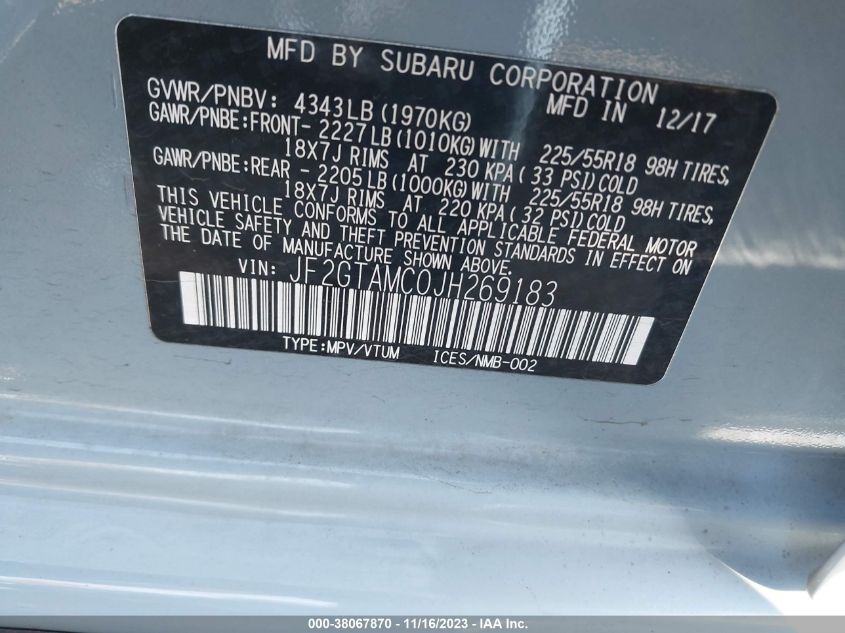 MFD BY SUBARU CORPORATION
GVWR/PNBV: 4343LB (1970KG) MFD IN 12/17
GAWR/PNBE:FRONT- 2227LB(1010KG)WITH 225/55R18 98H TIRES,
18X7J RIMS AT 230 KPA( 33 PSI)COLD
GAWR/PNBE:REAR - 2205LB(1000KG)WITH 225/55R18 98H TIRES,
18X7J RIMS AT 220 KPA( 32 PSI)COLD
THIS VEHICLE CONFORMS TO ALL APPLICABLE FEDERAL MOTOR
VEHICLE SAFETY AND THEFT PREVENTION STANDARDS IN EFFECT ON
THE DATE OF MANUFACTURE SHOWN ABOVE.
VIN: JF2GTAMC0JH269183
TYPE:MPV/VTUM ICES/NMB-002
000-38067870 - 11/16/2023 - IAA Inc.